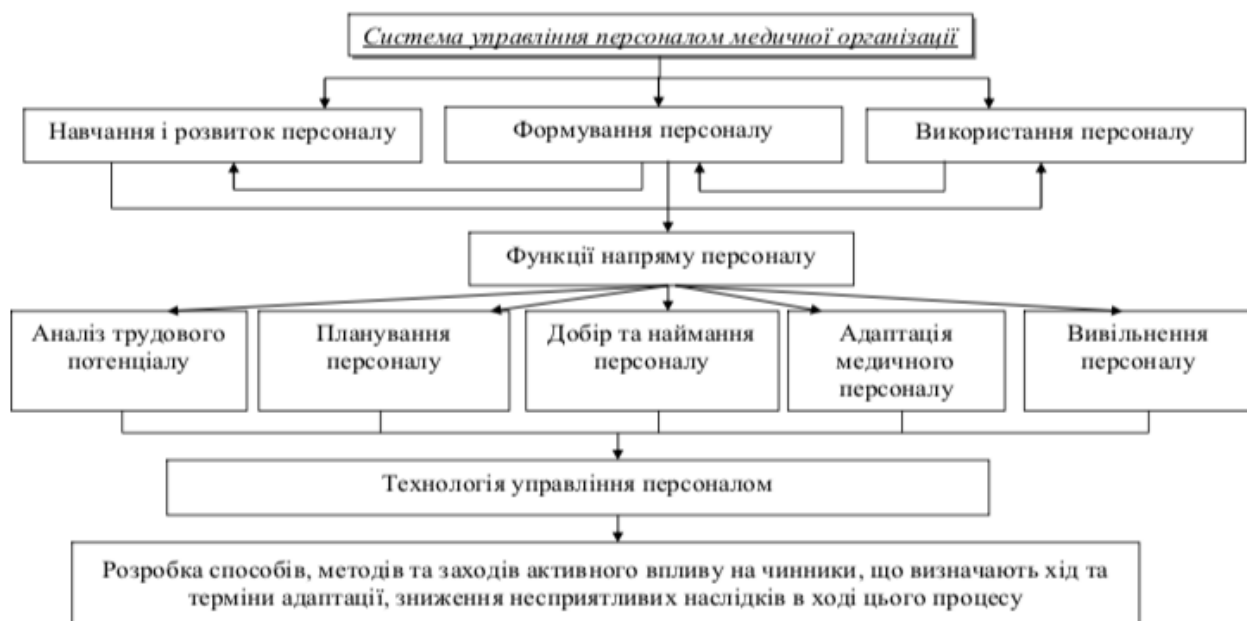 Система управління персоналом медичної організації
Навчання і розвиток персоналу
Формування персоналу
Використання персоналу
Функції напряму персоналу
Аналіз трудового
потенціалу
Планування
персоналу
Добір та наймання
персоналу
Адаптація
медичного
персоналу
Вивільнення
персоналу
Технологія управління персоналом
Розробка способів, методів та заходів активного впливу на чинники, що визначають хід та
терміни адаптації, зниження несприятливих наслідків в ході цього процесу